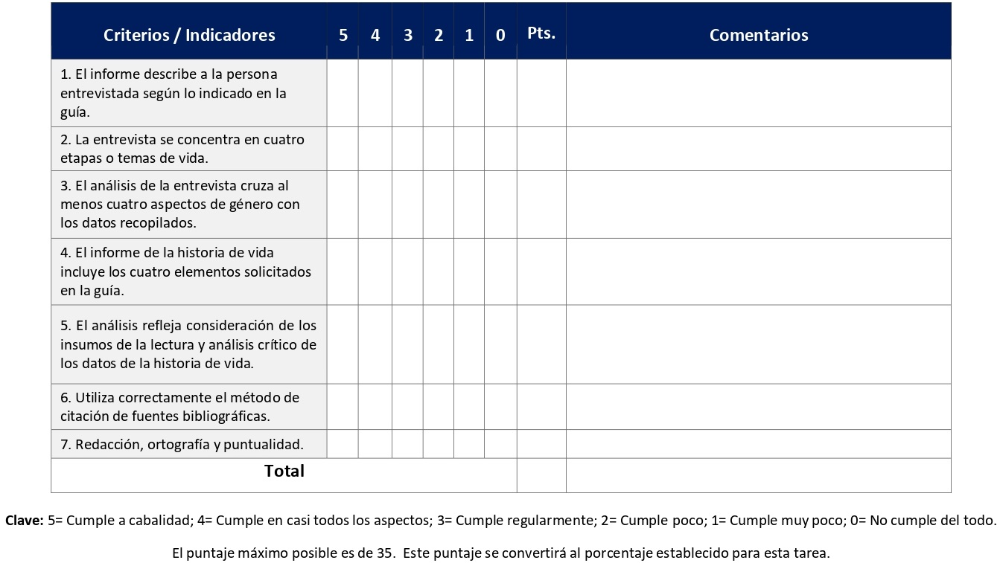 Criterios / Indicadores 5 4 3 2 1 0 Pts. Comentarios
1. El informe describe a la persona
entrevistada según lo indicado en la
guía.
2. La entrevista se concentra en cuatro
etapas o temas de vida.
3. El análisis de la entrevista cruza al
menos cuatro aspectos de género con
los datos recopilados.
4. El informe de la historia de vida
incluye los cuatro elementos solicitados
en la guía.
5. El análisis refleja consideración de los
insumos de la lectura y análisis crítico de
los datos de la historia de vida.
6. Utiliza correctamente el método de
citación de fuentes bibliográficas.
7. Redacción, ortografía y puntualidad.
Total
Clave: 5= Cumple a cabalidad; 4= Cumple en casi todos los aspectos; 3= Cumple regularmente; 2= Cumple poco; 1= Cumple muy poco; 0= No cumple del todo.
El puntaje máximo posible es de 35. Este puntaje se convertirá al porcentaje establecido para esta tarea.